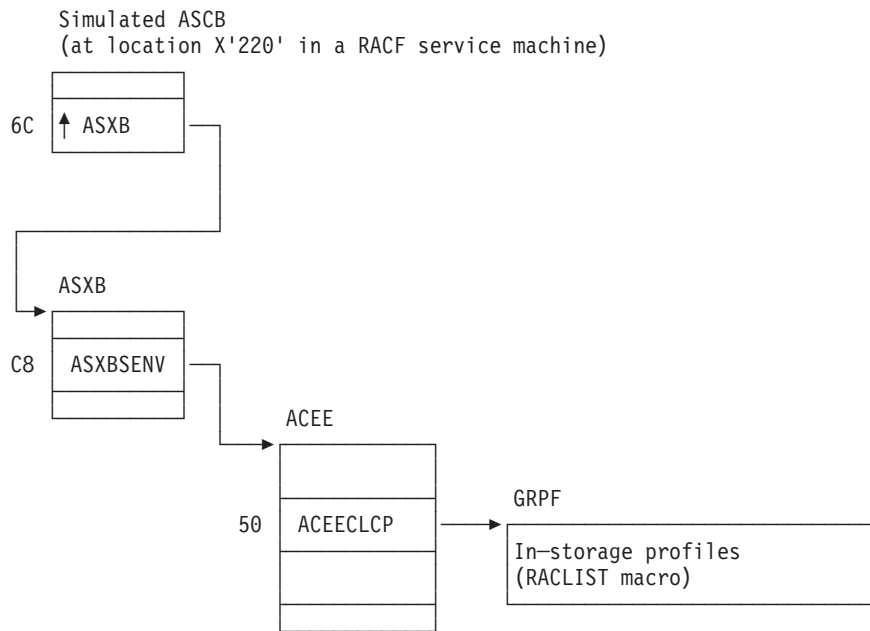 Simulated ASCB
(at location X'220' in a RACF service machine)
6C ↑ ASXB
ASXB
C8 ASXBSENV
ACEE
50 ACEECLCP
GRPF
In—storage profiles
(RACLIST macro)